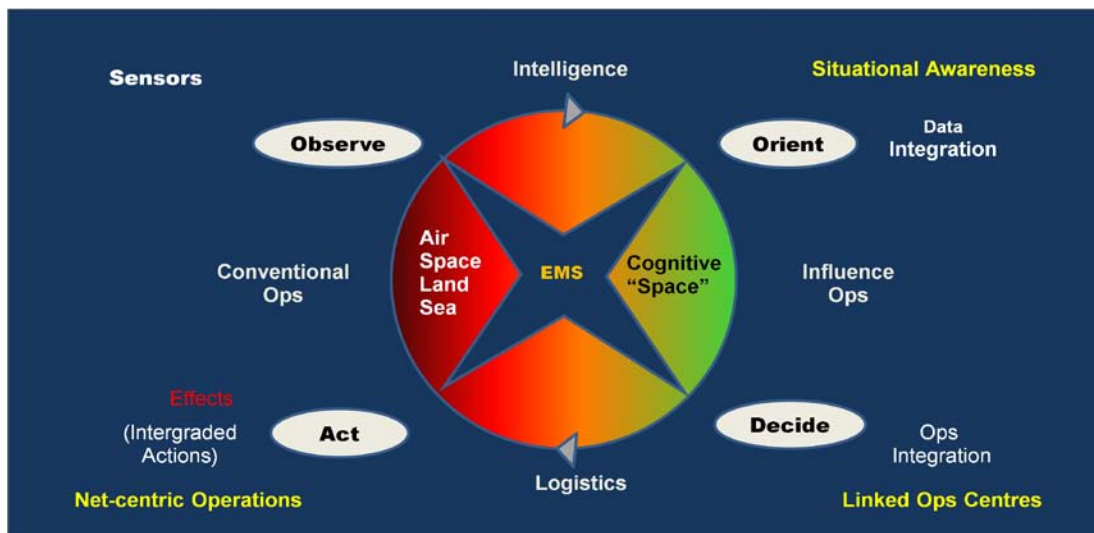 Sensors
Intelligence
Situational Awareness
Observe
Orient
Data
Integration
Air
Space
Land
Sea
EMS
Cognitive
“Space”
Conventional
Ops
Influence
Ops
Effects
(Intergraded
Actions)
Act
Decide
Ops
Integration
Logistics
Net-centric Operations
Linked Ops Centres